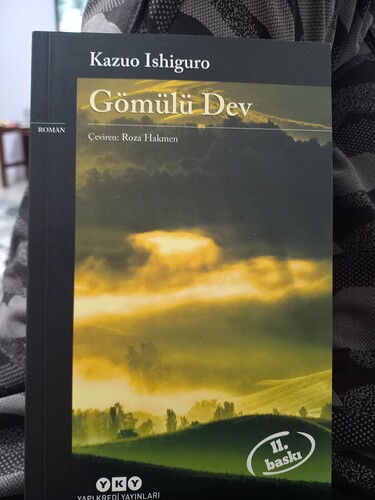 Kazuo Ishiguro
Gömülü Dev
ROMAN
Çeviren: Roza Hakmen
11.
baskı
YKY
YAPI KREDİ YAYINLARI